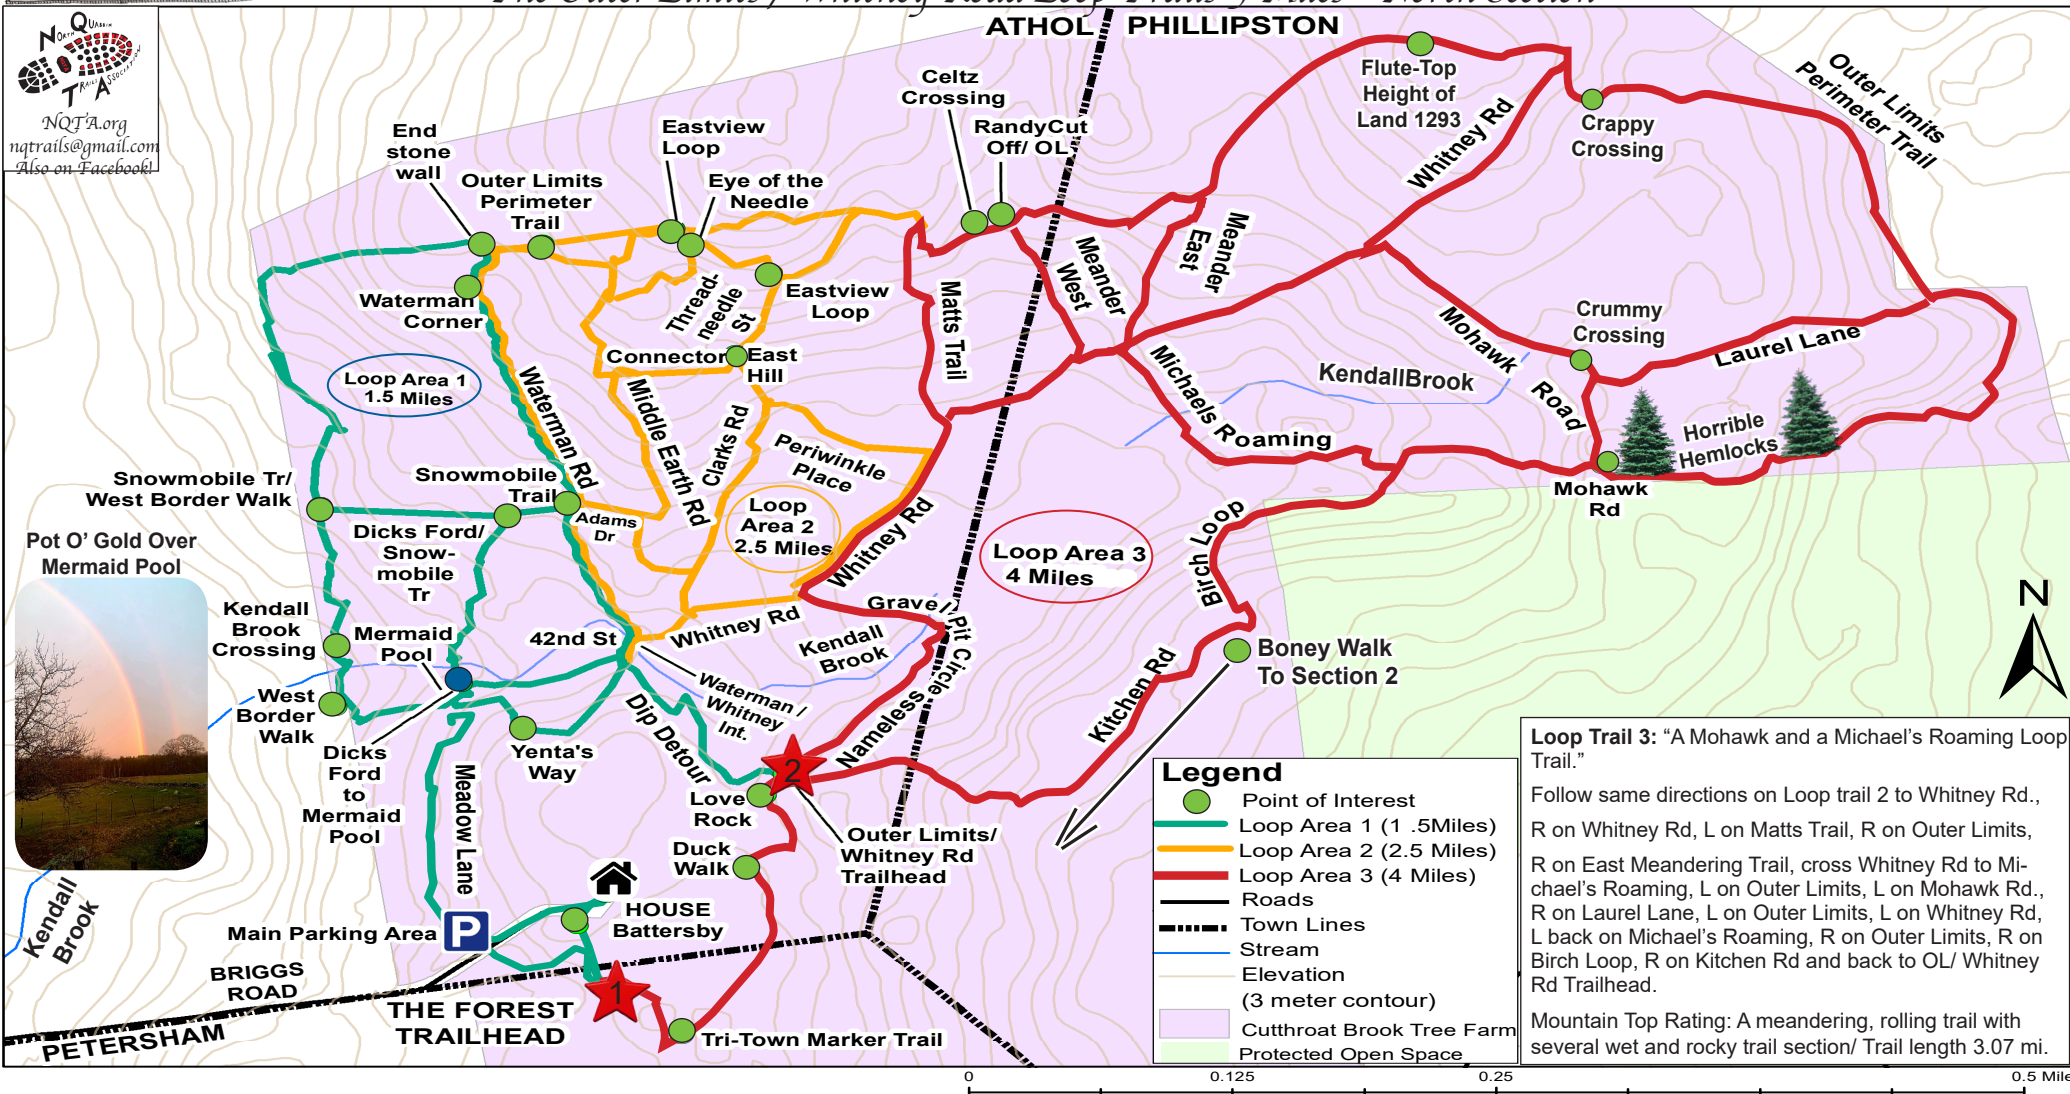 The Outer Limits / Whitney Road Loop Trails 9 Miles - North Section
NORTH QUABBIN
TRAILS ASSOCIATION
NQTA.org
nqtrails@gmail.com
Also on Facebook!
ATHOL
PHILLIPSTON
Celtz
Crossing
RandyCut
Off/ OL
Flute-Top
Height of
Land 1293
Whitney Rd
Crappy
Crossing
Outer Limits
Perimeter Trail
End
stone
wall
Outer Limits
Perimeter
Trail
Eastview
Loop
Eye of the
Needle
Waterman
Corner
Thread-
needle
St
Eastview
Loop
Matts Trail
Meander
West
Meander
East
Connector
East
Hill
Loop Area 1
1.5 Miles
Waterman Rd
Middle Earth Rd
Clarks Rd
Periwinkle
Place
Michaels Roaming
KendallBrook
Mohawk Road
Crummy
Crossing
Laurel Lane
Horrible
Hemlocks
Mohawk
Rd
Snowmobile Tr/
West Border Walk
Snowmobile
Trail
Adams
Dr
Dicks Ford/
Snow-
mobile
Tr
Loop
Area 2
2.5 Miles
Whitney Rd
Loop Area 3
4 Miles
Birch Loop
Pot O’ Gold Over
Mermaid Pool
Kendall
Brook
Crossing
Mermaid
Pool
42nd St
Whitney Rd
Gravel Pit Circle
Kendall
Brook
Boney Walk
To Section 2
Kitchen Rd
West
Border
Walk
Dicks
Ford
to
Mermaid
Pool
Yenta's
Way
Dip Detour
Waterman /
Whitney
Int.
Nameless
2
Love
Rock
Outer Limits/
Whitney Rd
Trailhead
Duck
Walk
Meadow Lane
HOUSE
Battersby
P
Main Parking Area
Kendall
Brook
BRIGGS
ROAD
PETERSHAM
THE FOREST
TRAILHEAD
1
Tri-Town Marker Trail
N
Legend
Point of Interest
Loop Area 1 (1 .5Miles)
Loop Area 2 (2.5 Miles)
Loop Area 3 (4 Miles)
Roads
Town Lines
Stream
Elevation
(3 meter contour)
Cutthroat Brook Tree Farm
Protected Open Space
Loop Trail 3: “A Mohawk and a Michael’s Roaming Loop
Trail.”
Follow same directions on Loop trail 2 to Whitney Rd.,
R on Whitney Rd, L on Matts Trail, R on Outer Limits,
R on East Meandering Trail, cross Whitney Rd to Mi-
chael’s Roaming, L on Outer Limits, L on Mohawk Rd.,
R on Laurel Lane, L on Outer Limits, L on Whitney Rd,
L back on Michael’s Roaming, R on Outer Limits, R on
Birch Loop, R on Kitchen Rd and back to OL/ Whitney
Rd Trailhead.
Mountain Top Rating: A meandering, rolling trail with
several wet and rocky trail section/ Trail length 3.07 mi.
0 0.125 0.25 0.5 Mile